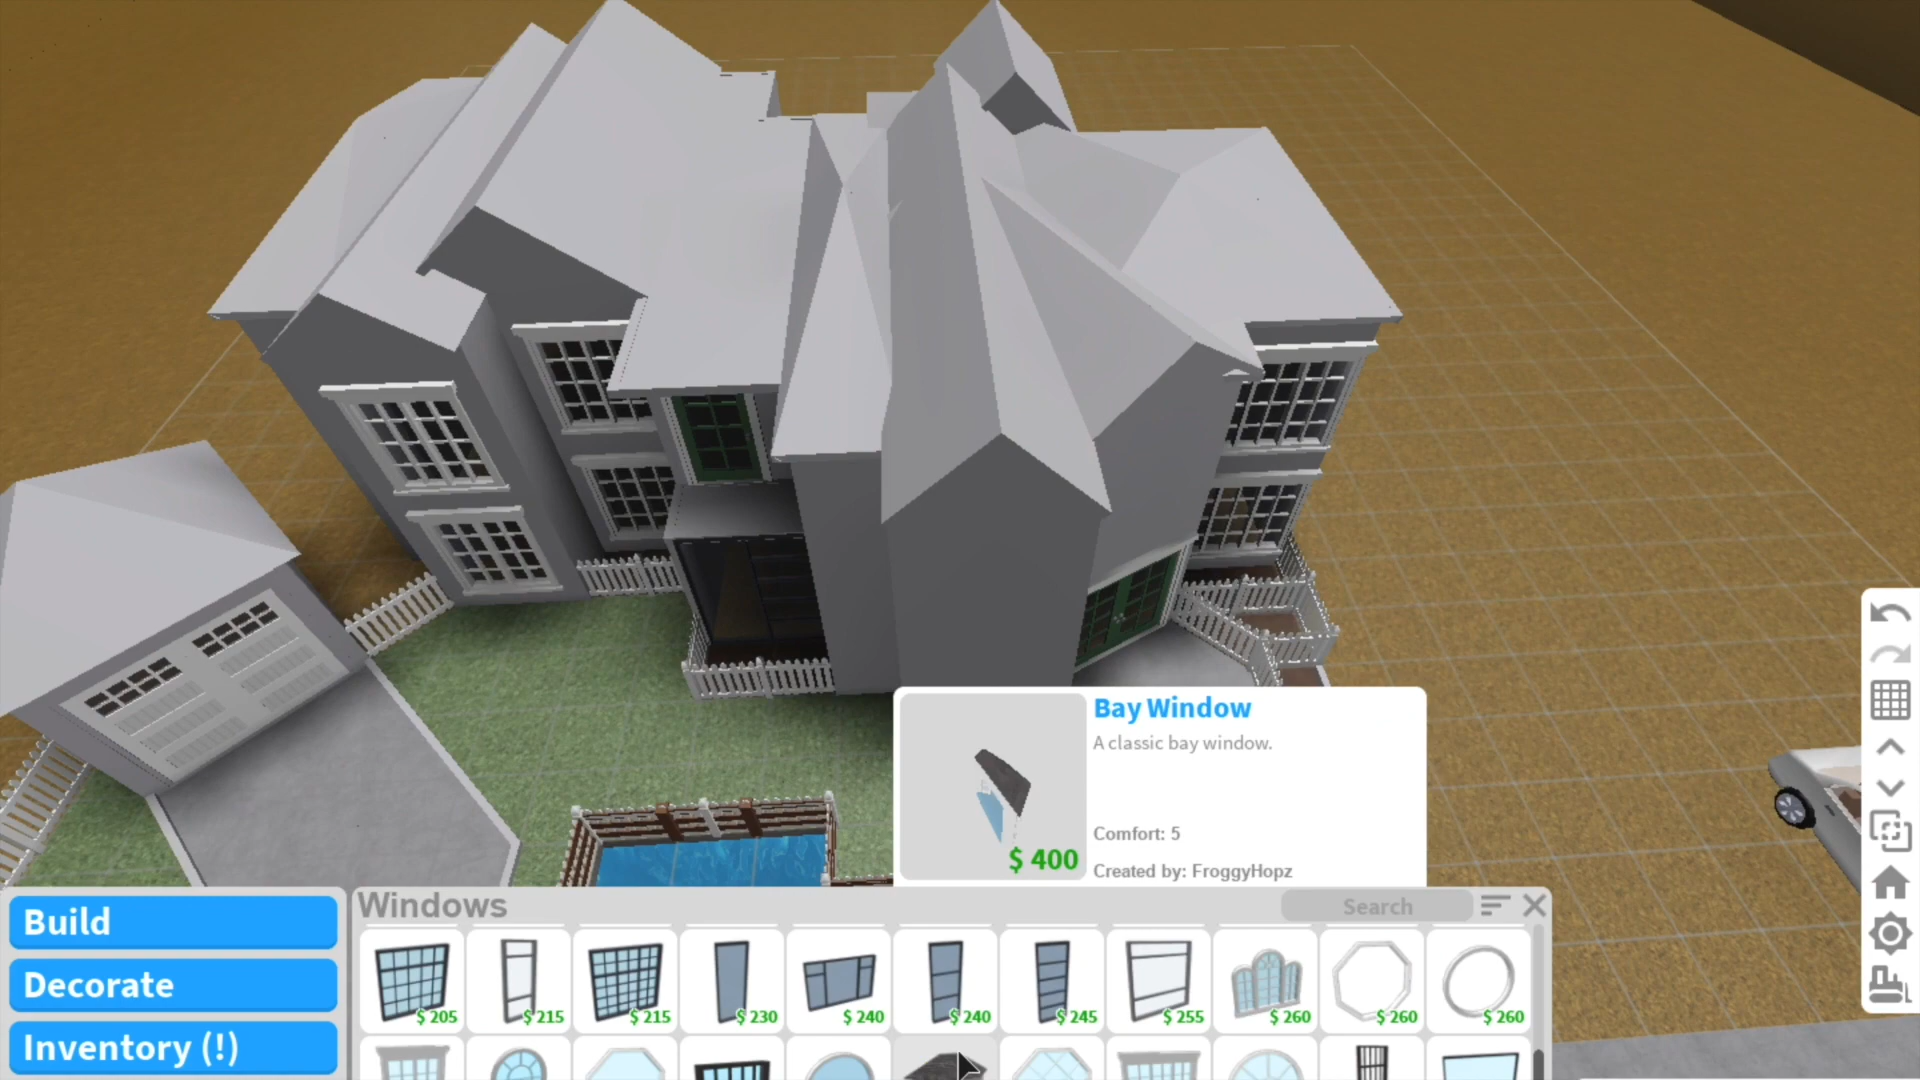 Bay Window
A classic bay window.
Comfort: 5
$ 400
Created by: FroggyHopz
Build
Decorate
Inventory (!)
Windows
Search
$ 205
$ 215
$ 215
$ 230
$ 240
$ 240
$ 245
$ 255
$ 260
$ 260
$ 260